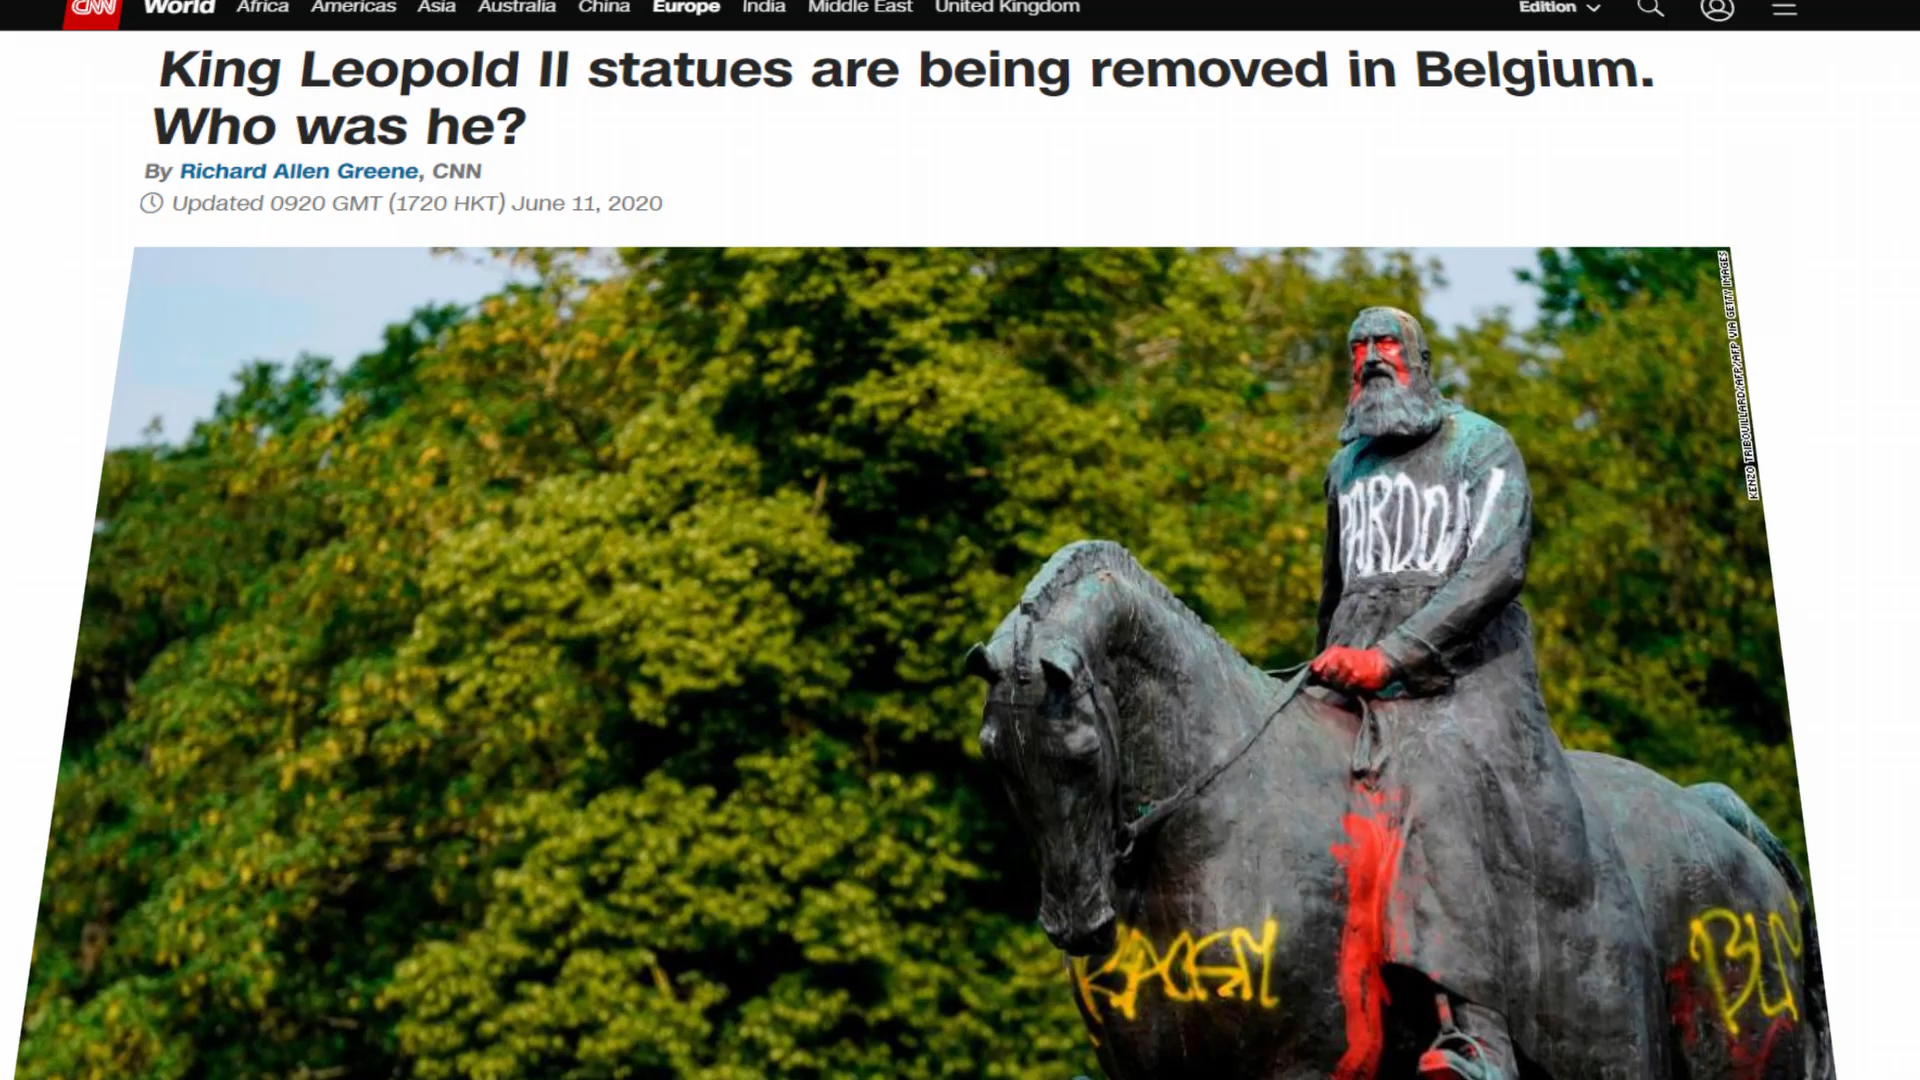 CNN World Africa Americas Asia Australia China Europe India Middle East United Kingdom Edition
King Leopold II statues are being removed in Belgium.
Who was he?
By Richard Allen Greene, CNN
Updated 0920 GMT (1720 HKT) June 11, 2020
KENZO TRIBOUILLARD/AFP/AFP VIA GETTY IMAGES
PARDON
RACISM